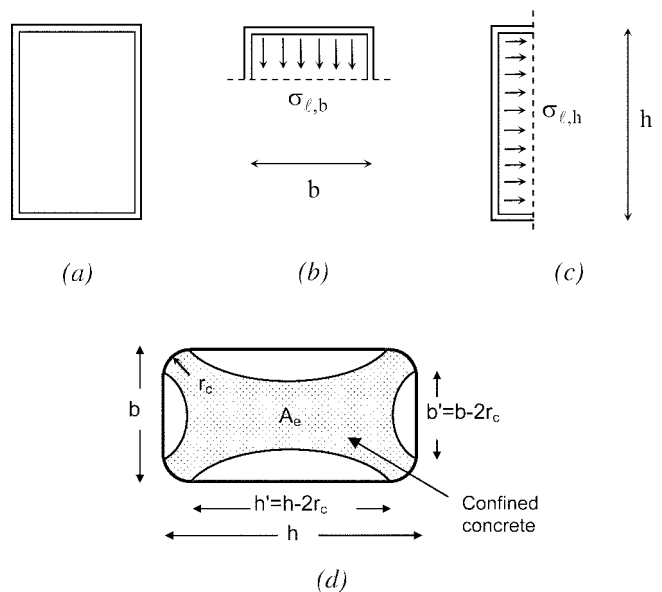 σℓ,b
b
σℓ,h
h
(a)
(b)
(c)
b
rc
Ae
b'=b-2rc
h'=h-2rc
h
Confined
concrete
(d)